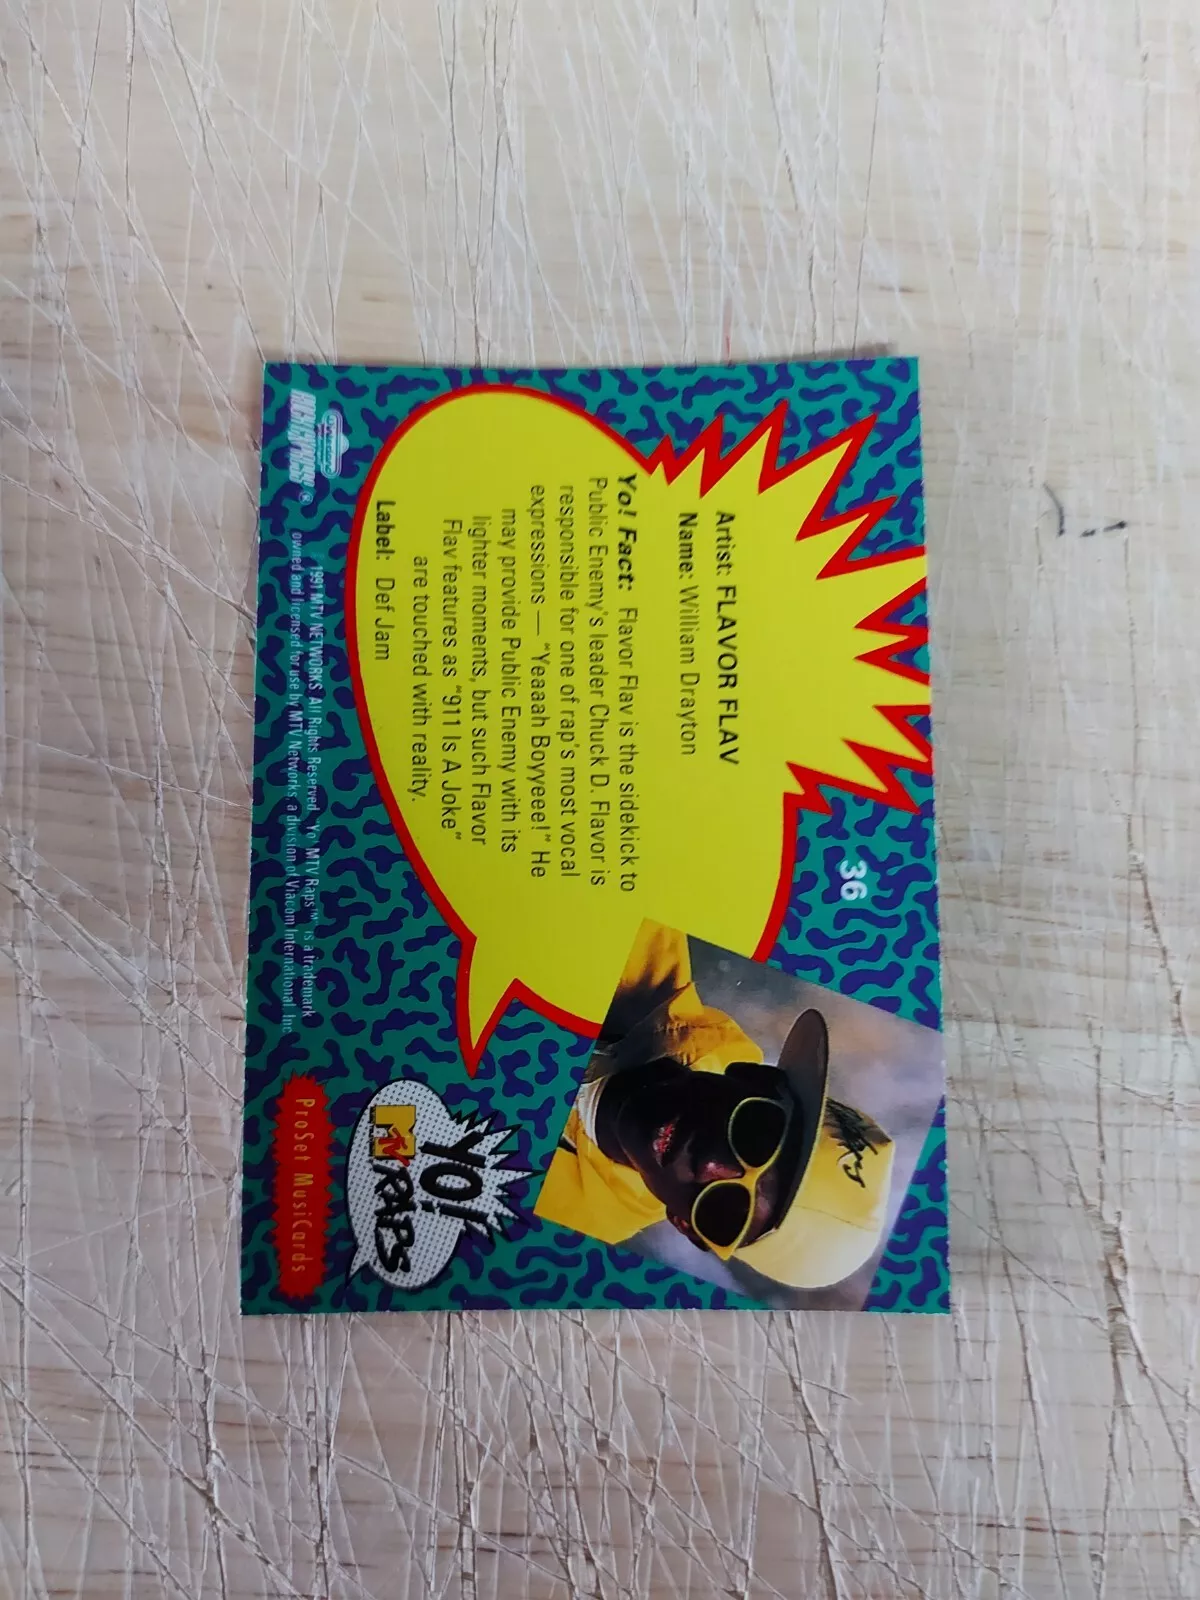 36
Artist: FLAVOR FLAV
Name: William Drayton
Yo! Fact: Flavor Flav is the sidekick to
Public Enemy's leader Chuck D. Flavor is
responsible for one of rap's most vocal
expressions — "Yeaaah Boyyeee!" He
may provide Public Enemy with its
lighter moments, but such Flavor
Flav features as "911 Is A Joke"
are touched with reality.
Label: Def Jam
YO!
MTV RAPS
ProSet MusiCards
1991 MTV NETWORKS. All Rights Reserved. "Yo! MTV Raps™" is a trademark
owned and licensed for use by MTV Networks, a division of Viacom International, Inc.
®